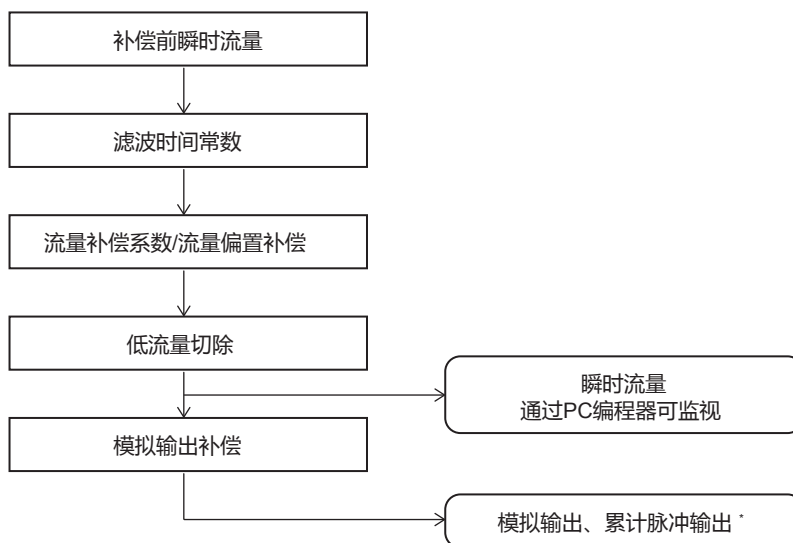 补偿前瞬时流量
滤波时间常数
流量补偿系数/流量偏置补偿
低流量切除
瞬时流量
通过PC编程器可监视
模拟输出补偿
模拟输出、累计脉冲输出 *